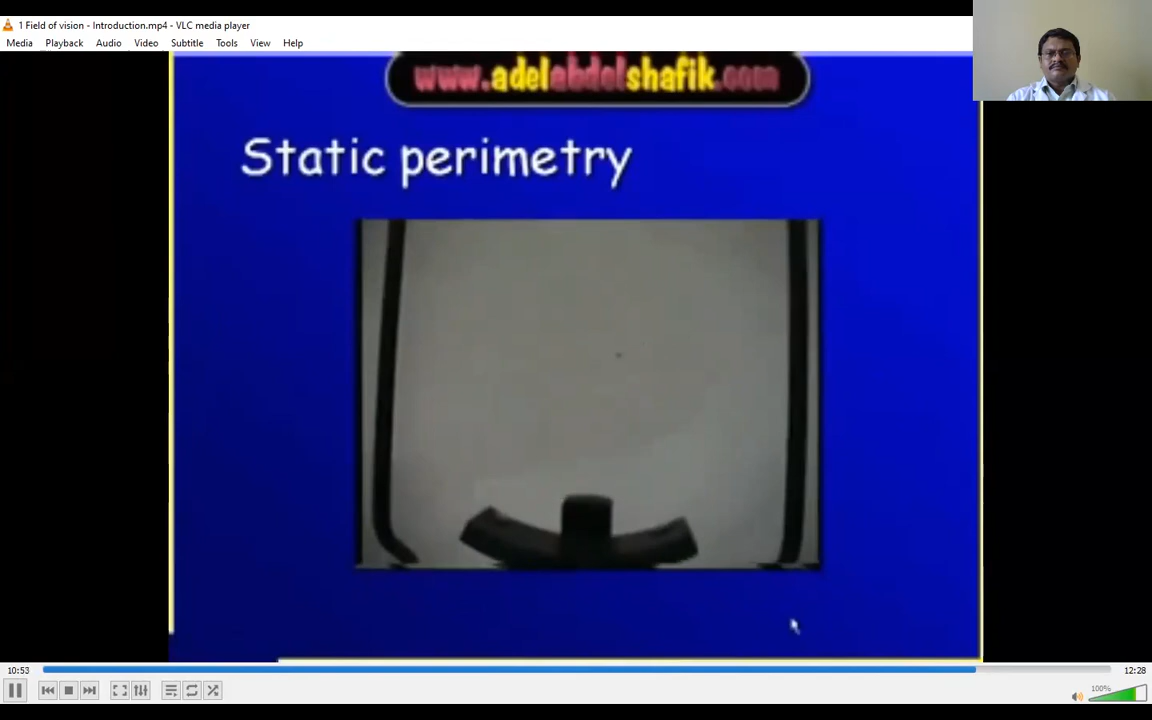 1 Field of vision - Introduction.mp4 - VLC media player
Media Playback Audio Video Subtitle Tools View Help
www.adelabdelshafik.com
Static perimetry
10:53
12:28
100%